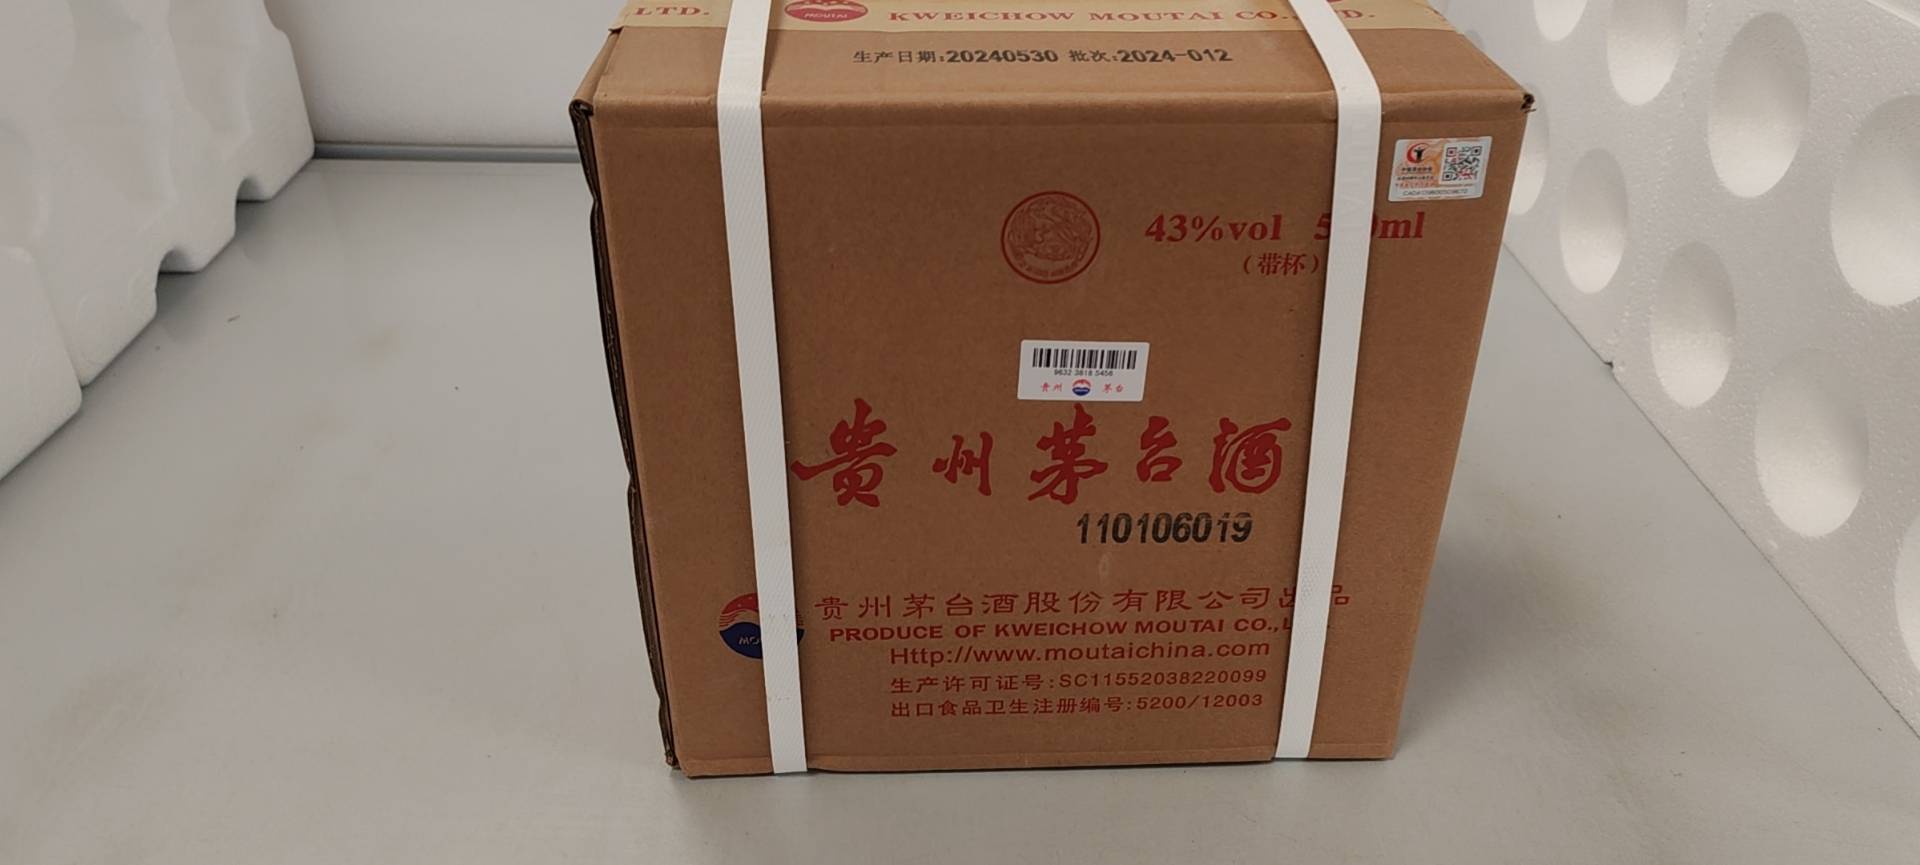 LTD.
MOUTAI
KWEICHOW MOUTAI CO.,
生产日期:20240530 批次:2024-012
43%vol
（带杯）
9632 3818 5456
贵州 茅台
贵州茅台酒
110106019
贵州茅台酒股份有限公司出品
PRODUCE OF KWEICHOW MOUTAI CO.,L
Http://www.moutaichina.com
生产许可证号:SC11552038220099
出口食品卫生注册编号:5200/12003